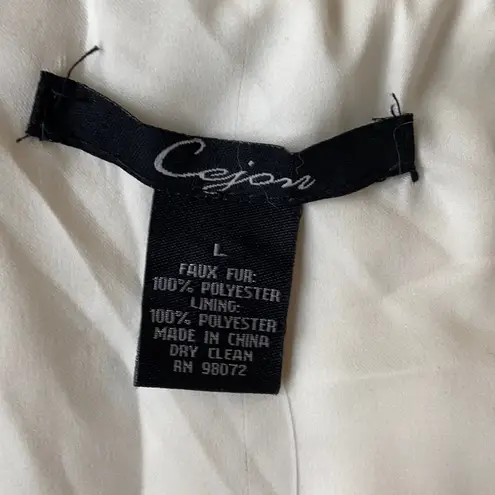 Cejon
L
FAUX FUR:
100% POLYESTER
LINING:
100% POLYESTER
MADE IN CHINA
DRY CLEAN
RN 98072